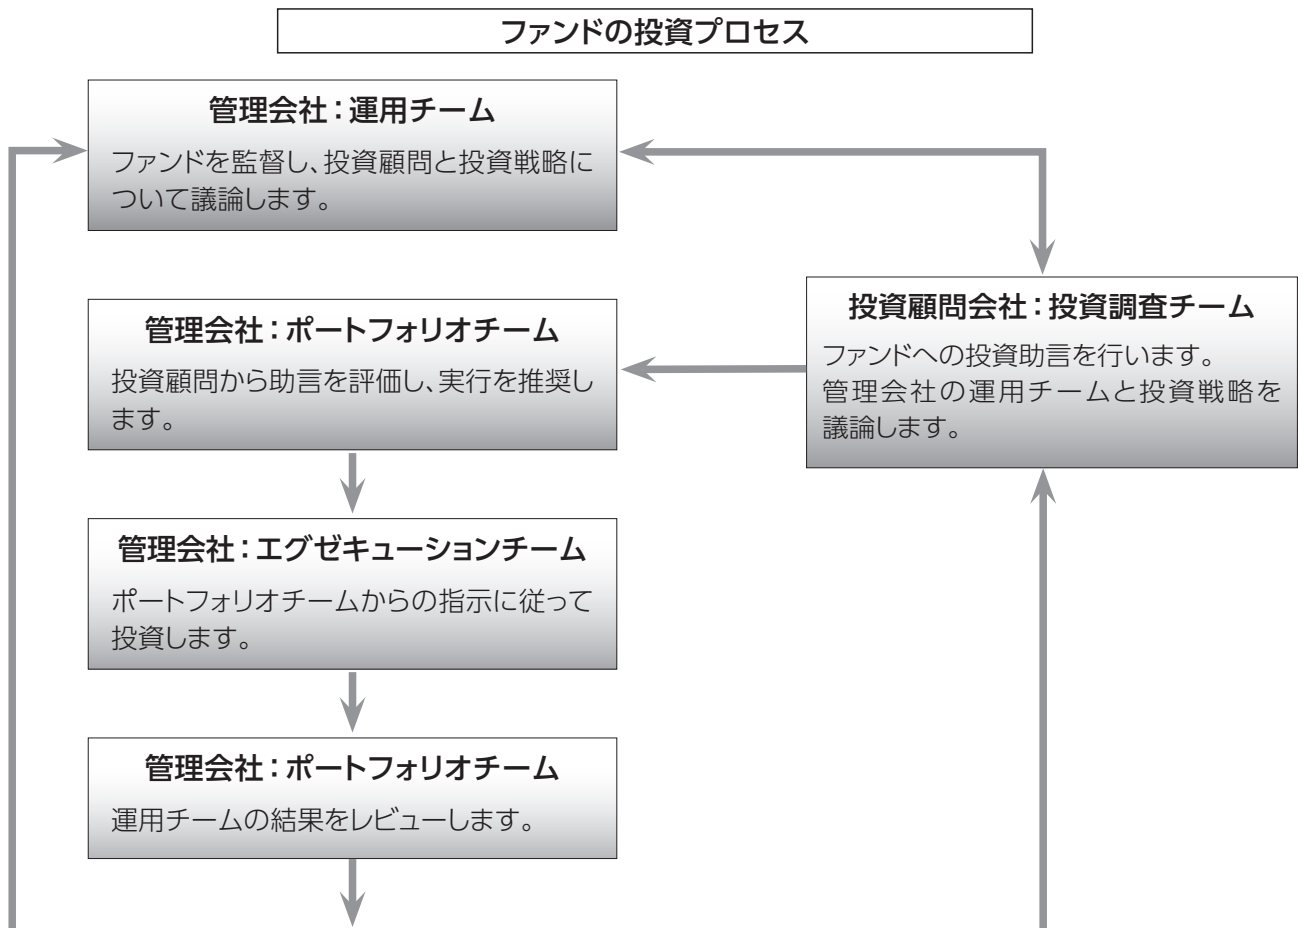 ファンドの投資プロセス
管理会社：運用チーム
ファンドを監督し、投資顧問と投資戦略に
ついて議論します。
投資顧問会社：投資調査チーム
ファンドへの投資助言を行います。
管理会社の運用チームと投資戦略を
議論します。
管理会社：ポートフォリオチーム
投資顧問から助言を評価し、実行を推奨し
ます。
管理会社：エグゼキューションチーム
ポートフォリオチームからの指示に従って
投資します。
管理会社：ポートフォリオチーム
運用チームの結果をレビューします。